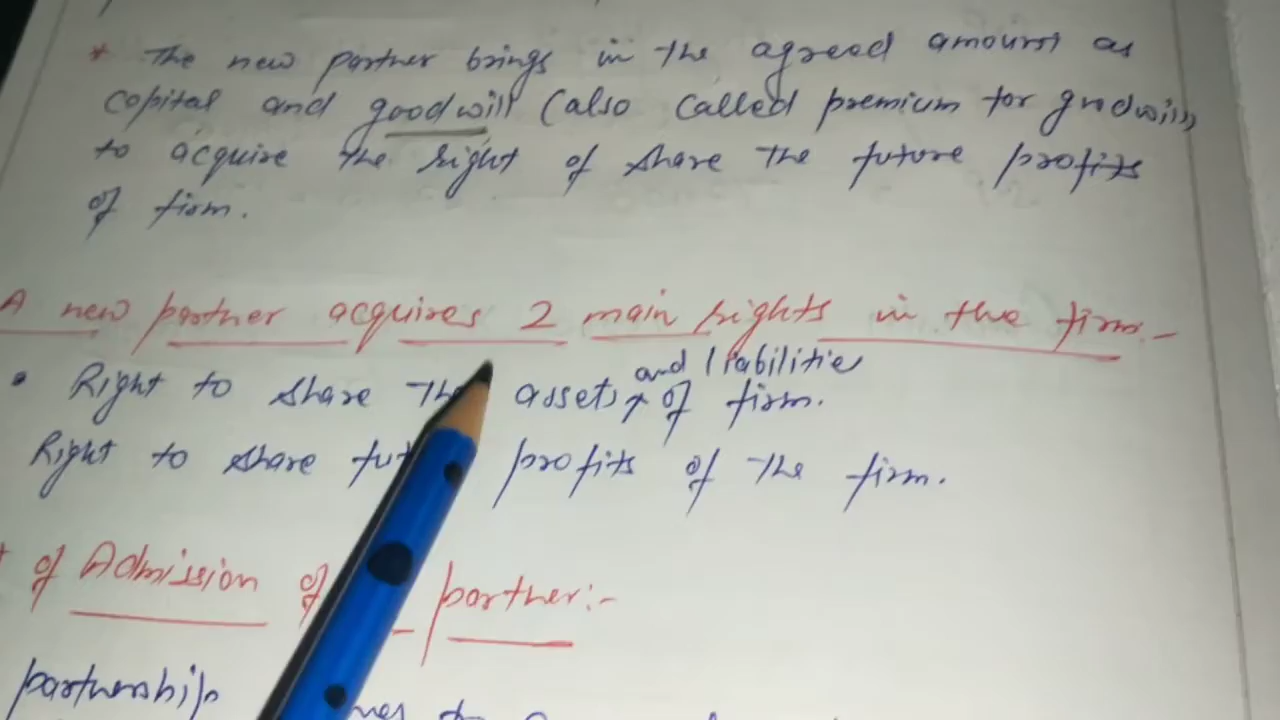 * The new partner brings in the agreed amount as
capital and goodwill (also called premium for goodwill)
to acquire the right of share the future profits
of firm.
A new partner acquires 2 main rights in the firm.-
• Right to share the assets and liabilities of firm.
Right to share profits of the firm.
of Admission of partner:-
partnership to